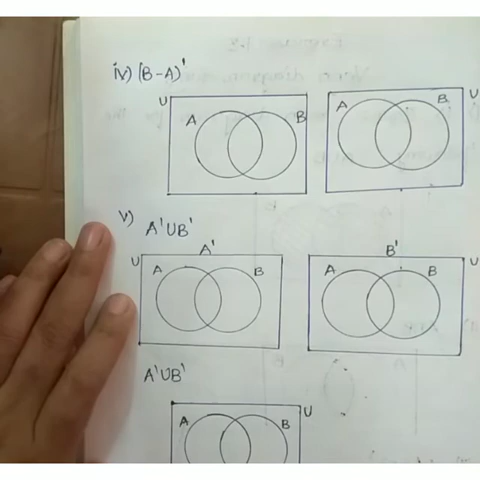 iv) (B-A)'
U A B A B U
v) A'UB'
A' B'
U A B A B U
A'UB'
A B U